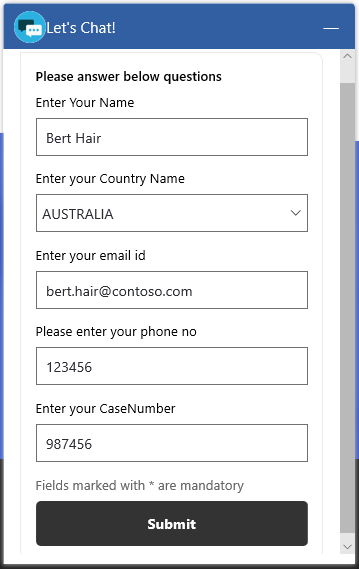 Let's Chat!
Please answer below questions
Enter Your Name
Bert Hair
Enter your Country Name
AUSTRALIA
Enter your email id
bert.hair@contoso.com
Please enter your phone no
123456
Enter your CaseNumber
987456
Fields marked with * are mandatory
Submit